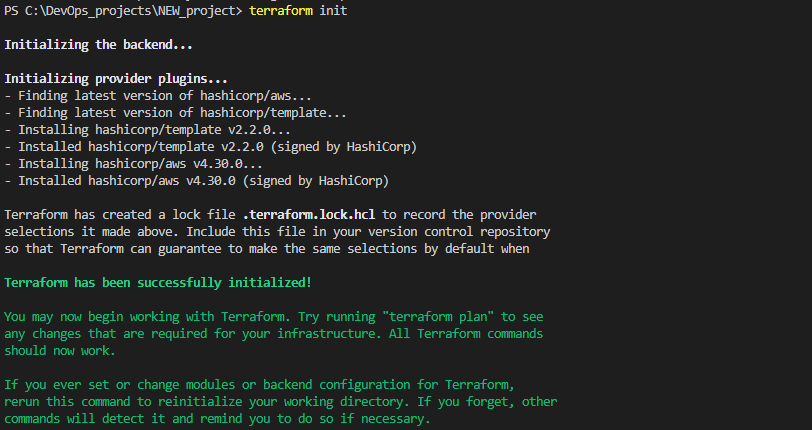 PS C:\DevOps_projects\NEW_project> terraform init
Initializing the backend...
Initializing provider plugins...
- Finding latest version of hashicorp/aws...
- Finding latest version of hashicorp/template...
- Installing hashicorp/template v2.2.0...
- Installed hashicorp/template v2.2.0 (signed by HashiCorp)
- Installing hashicorp/aws v4.30.0...
- Installed hashicorp/aws v4.30.0 (signed by HashiCorp)
Terraform has created a lock file .terraform.lock.hcl to record the provider
selections it made above. Include this file in your version control repository
so that Terraform can guarantee to make the same selections by default when
Terraform has been successfully initialized!
You may now begin working with Terraform. Try running "terraform plan" to see
any changes that are required for your infrastructure. All Terraform commands
should now work.
If you ever set or change modules or backend configuration for Terraform,
rerun this command to reinitialize your working directory. If you forget, other
commands will detect it and remind you to do so if necessary.